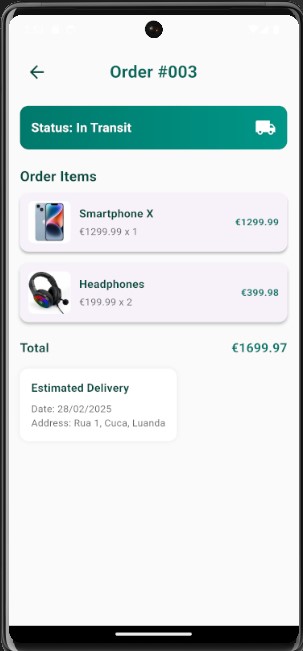 Order #003
Status: In Transit
Order Items
Smartphone X
€1299.99 x 1
€1299.99
Headphones
€199.99 x 2
€399.98
Total
€1699.97
Estimated Delivery
Date: 28/02/2025
Address: Rua 1, Cuca, Luanda